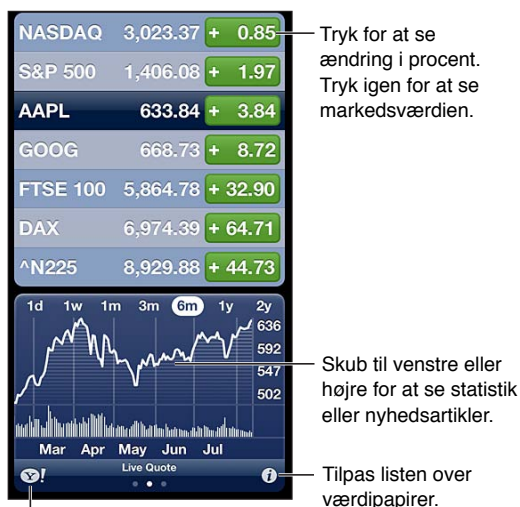 NASDAQ 3,023.37 + 0.85
Tryk for at se
ændring i procent.
Tryk igen for at se
markedsværdien.
S&P 500 1,406.08 + 1.97
AAPL 633.84 + 3.84
GOOG 668.73 + 8.72
FTSE 100 5,864.78 + 32.90
DAX 6,974.39 + 64.71
^N225 8,929.88 + 44.73
1d 1w 1m 3m 6m 1y 2y
636
592
547
502
Skub til venstre eller
højre for at se statistik
eller nyhedsartikler.
Mar Apr May Jun Jul
Y! Live Quote i
Tilpas listen over
værdipapirer.